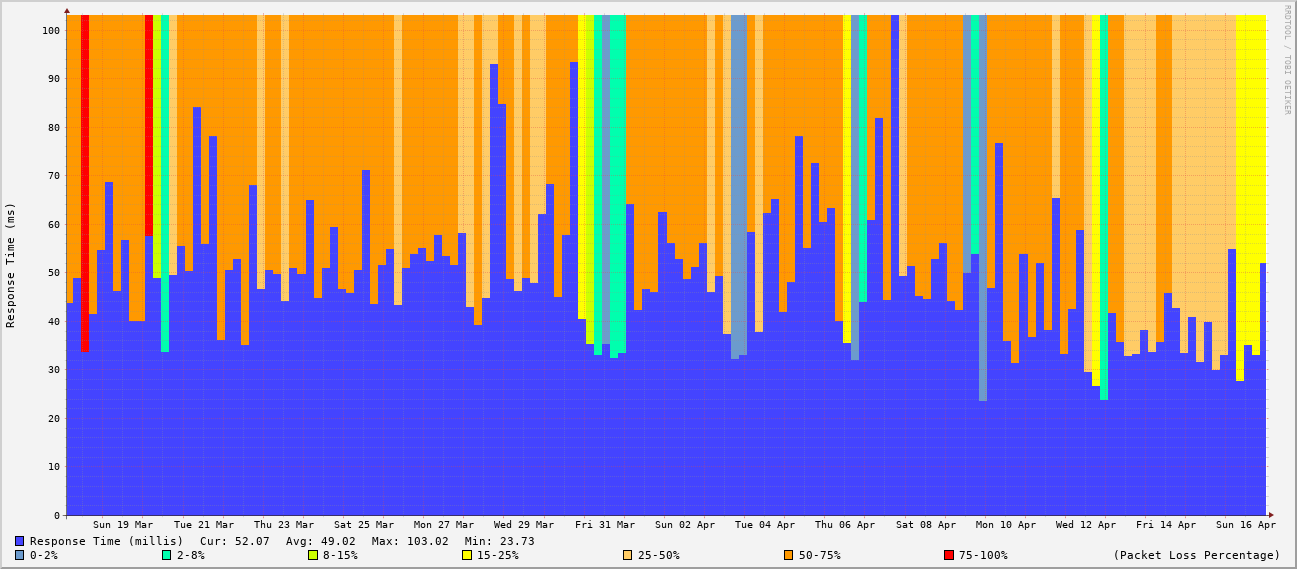 RRDTOOL / TOBI OETIKER
Response Time (ms)
100
90
80
70
60
50
40
30
20
10
0
Sun 19 Mar Tue 21 Mar Thu 23 Mar Sat 25 Mar Mon 27 Mar Wed 29 Mar Fri 31 Mar Sun 02 Apr Tue 04 Apr Thu 06 Apr Sat 08 Apr Mon 10 Apr Wed 12 Apr Fri 14 Apr Sun 16 Apr
Response Time (millis) Cur: 52.07 Avg: 49.02 Max: 103.02 Min: 23.73
0-2% 2-8% 8-15% 15-25% 25-50% 50-75% 75-100% (Packet Loss Percentage)